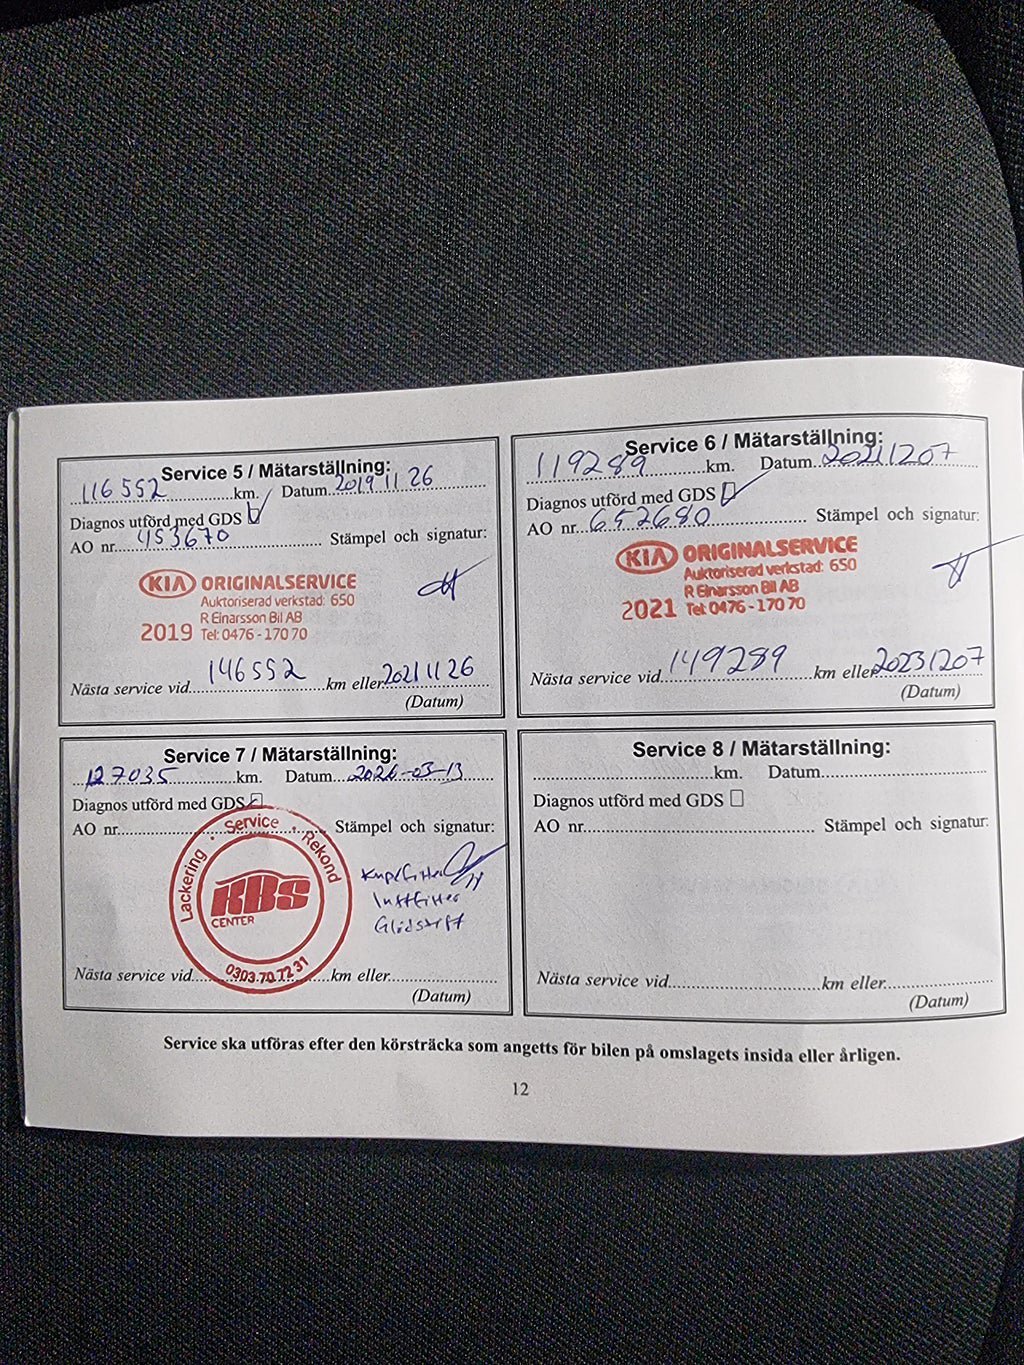 Service 5 / Mätarställning:
116552 km. Datum 2019 11 26
Diagnos utförd med GDS
AO nr. 453670 Stämpel och signatur:
KIA ORIGINALSERVICE
Auktoriserad verkstad: 650
R Einarsson Bil AB
2019 Tel: 0476 - 170 70
Nästa service vid 146552 km eller 2021 11 26
(Datum)
Service 6 / Mätarställning:
119289 km. Datum 20211207
Diagnos utförd med GDS
AO nr. 652680 Stämpel och signatur:
KIA ORIGINALSERVICE
Auktoriserad verkstad: 650
R Einarsson Bil AB
2021 Tel: 0476 - 170 70
Nästa service vid 149289 km eller 20231207
(Datum)
Service 7 / Mätarställning:
127035 km. Datum 2026-03-13
Diagnos utförd med GDS
AO nr. Stämpel och signatur:
Lackering · Service · Rekond
KBS
CENTER
0303.70 72 31
Glödstift
Nästa service vid km eller
(Datum)
Service 8 / Mätarställning:
km. Datum
Diagnos utförd med GDS
AO nr. Stämpel och signatur:
Nästa service vid km eller
(Datum)
Service ska utföras efter den körsträcka som angetts för bilen på omslagets insida eller årligen.
12